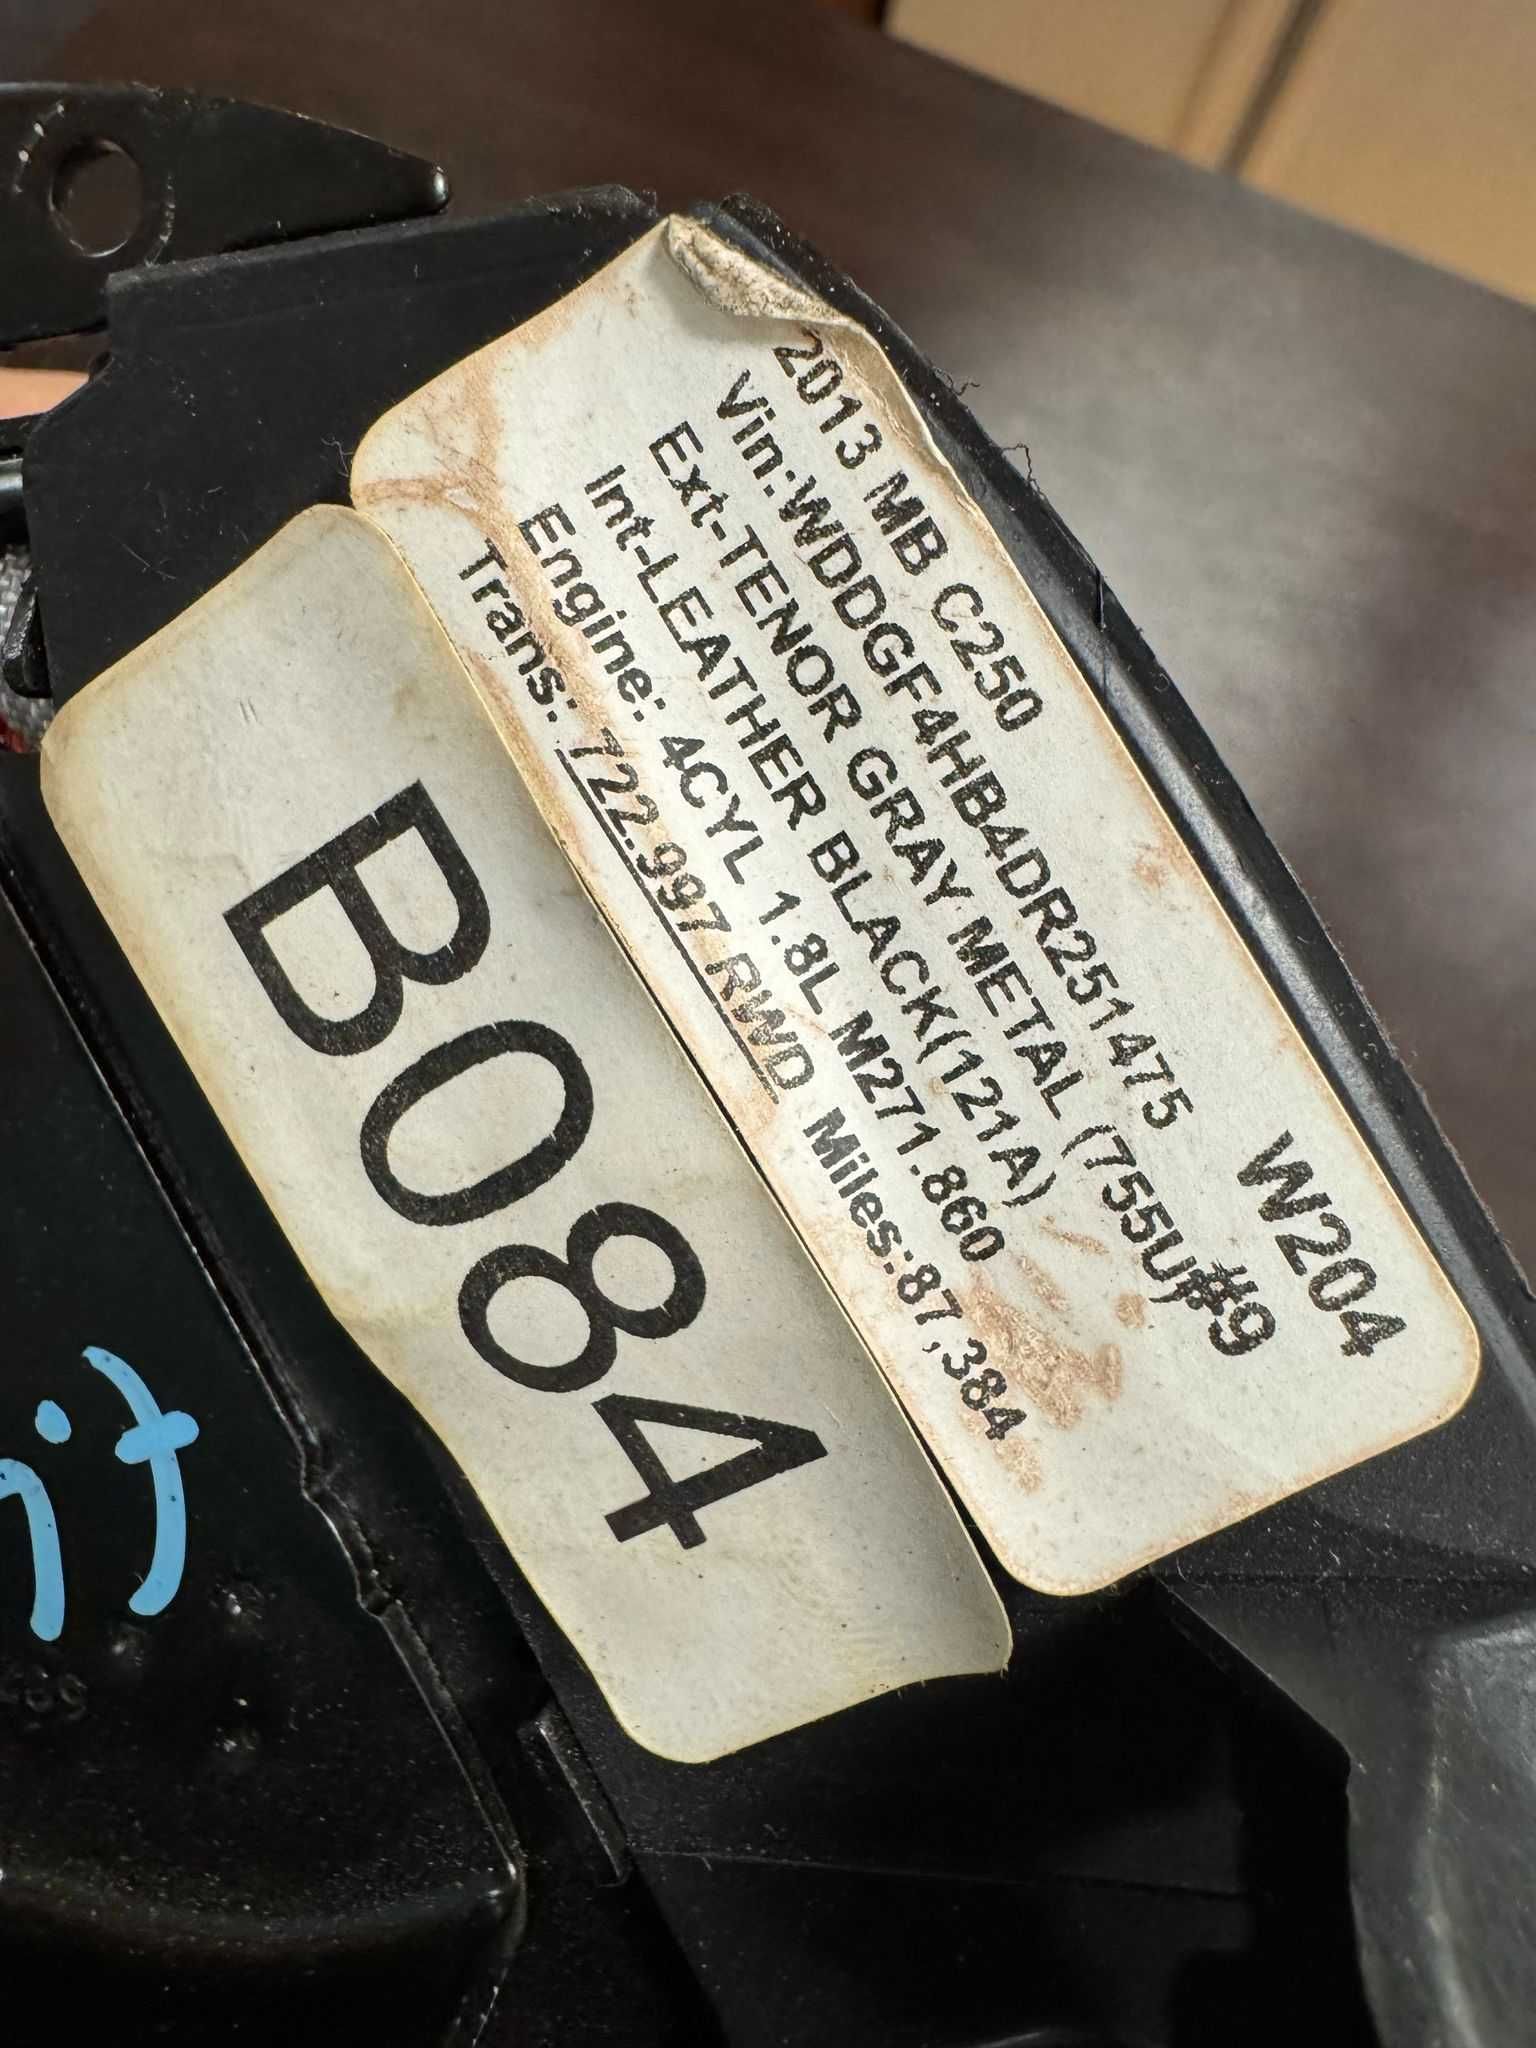 2013 MB C250
Vin:WDDGF4HB4DR251475 W204
Ext-TENOR GRAY METAL (755U)#9
Int-LEATHER BLACK(121A)
Engine: 4CYL 1.8L M271.860
Trans: 722.997 RWD Miles:87,384
B084